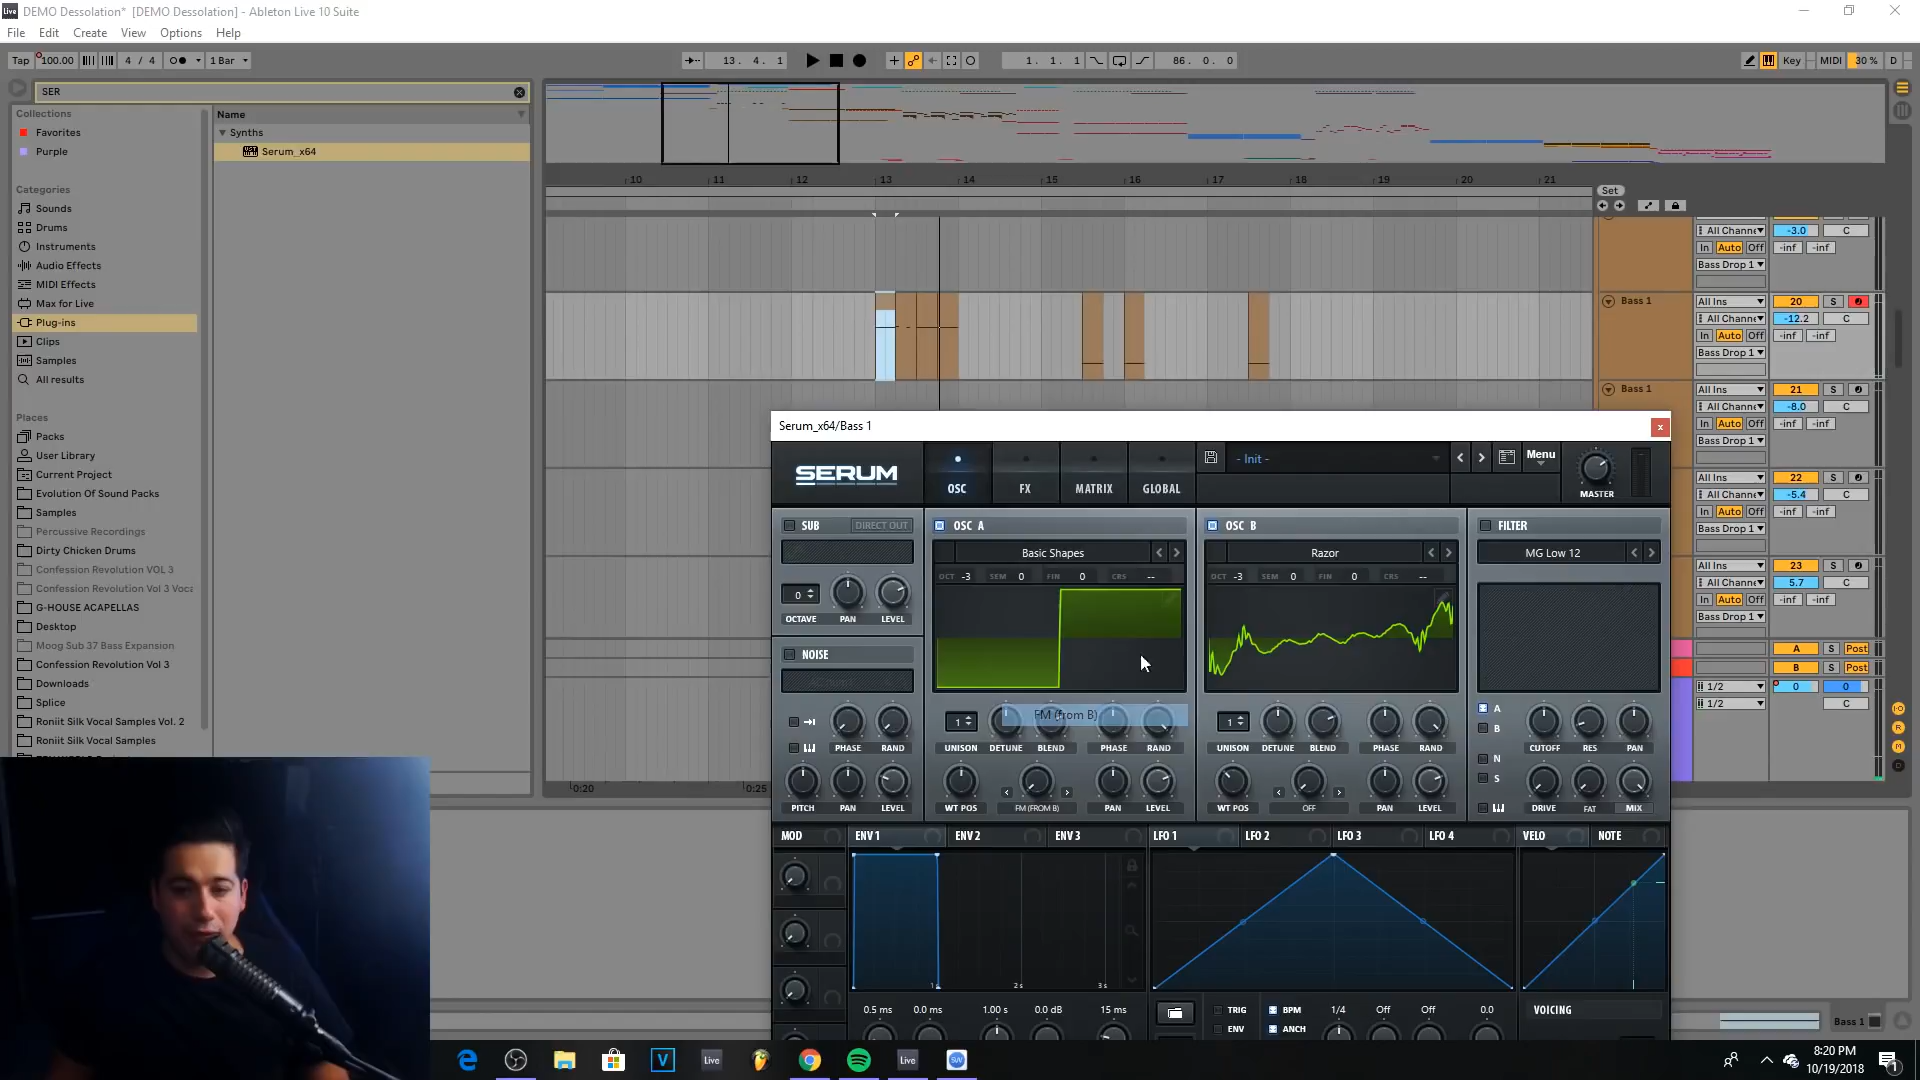 Live DEMO Dessolation* [DEMO Dessolation] - Ableton Live 10 Suite
File Edit Create View Options Help
Tap 100.00 4 / 4 1 Bar 13 . 4 . 1 1 . 1 . 1 86 . 0 . 0 Key MIDI 30 % D
SER
Collections
Favorites
Purple
Categories
Sounds
Drums
Instruments
Audio Effects
MIDI Effects
Max for Live
Plug-ins
Clips
Samples
All results
Places
Packs
User Library
Current Project
Evolution Of Sound Packs
Samples
Percussive Recordings
Dirty Chicken Drums
Confession Revolution VOL 3
Confession Revolution Vol 3 Voca
G-HOUSE ACAPELLAS
Desktop
Moog Sub 37 Bass Expansion
Confession Revolution Vol 3
Downloads
Splice
Roniit Silk Vocal Samples Vol. 2
Roniit Silk Vocal Samples
Name
Synths
Serum_x64
10 11 12 13 14 15 16 17 18 19 20 21
Set
0:20 0:25
All Channe -3.0 C
In Auto Off -inf -inf
Bass Drop 1
Bass 1 All Ins 20 S
All Channe -12.2 C
In Auto Off -inf -inf
Bass Drop 1
Bass 1 All Ins 21 S
All Channe -8.0 C
In Auto Off -inf -inf
Bass Drop 1
All Ins 22 S
All Channe -5.4 C
In Auto Off -inf -inf
Bass Drop 1
All Ins 23 S
All Channe 5.7 C
In Auto Off -inf -inf
Bass Drop 1
A S Post
B S Post
1/2 0 0
1/2 C
Serum_x64/Bass 1 x
SERUM OSC FX MATRIX GLOBAL - Init - Menu MASTER
SUB DIRECT OUT
0
OCTAVE PAN LEVEL
NOISE
PHASE RAND
PITCH PAN LEVEL
OSC A
Basic Shapes
OCT -3 SEM 0 FIN 0 CRS --
FM (from B)
1
UNISON DETUNE BLEND PHASE RAND
WT POS FM (FROM B) PAN LEVEL
OSC B
Razor
OCT -3 SEM 0 FIN 0 CRS --
1
UNISON DETUNE BLEND PHASE RAND
WT POS OFF PAN LEVEL
FILTER
MG Low 12
A
B
N
S
CUTOFF RES PAN
DRIVE FAT MIX
MOD ENV 1 ENV 2 ENV 3 LFO 1 LFO 2 LFO 3 LFO 4 VELO NOTE
2s 3s
0.5 ms 0.0 ms 1.00 s 0.0 dB 15 ms
TRIG BPM 1/4 Off Off 0.0
ENV ANCH
VOICING
Bass 1
V Live Live SW
8:20 PM
10/19/2018
1